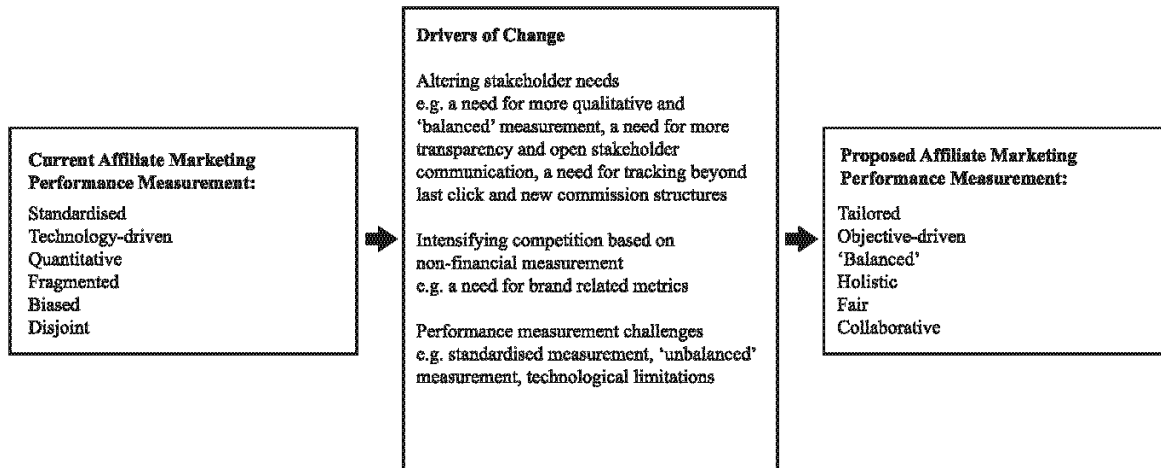 Current Affiliate Marketing
Performance Measurement:
Standardised
Technology-driven
Quantitative
Fragmented
Biased
Disjoint
Drivers of Change
Altering stakeholder needs
e.g. a need for more qualitative and
‘balanced’ measurement, a need for more
transparency and open stakeholder
communication, a need for tracking beyond
last click and new commission structures
Intensifying competition based on
non-financial measurement
e.g. a need for brand related metrics
Performance measurement challenges
e.g. standardised measurement, ‘unbalanced’
measurement, technological limitations
Proposed Affiliate Marketing
Performance Measurement:
Tailored
Objective-driven
‘Balanced’
Holistic
Fair
Collaborative